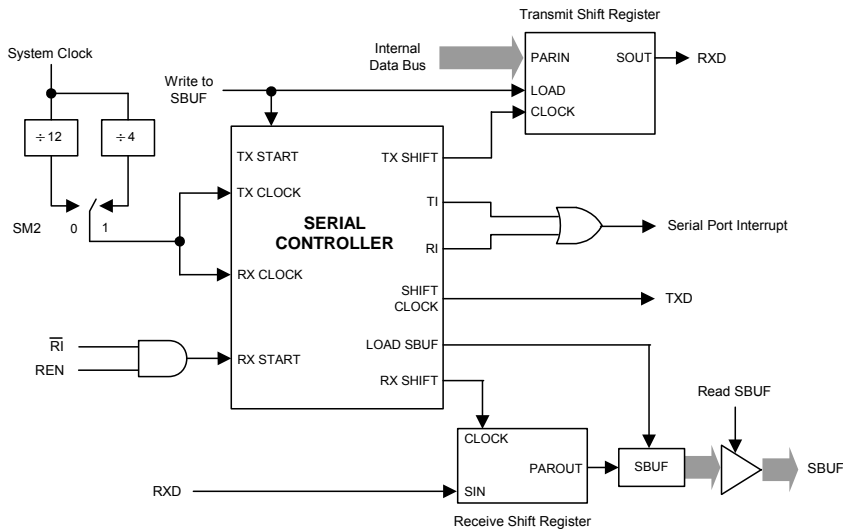 Transmit Shift Register
System Clock
Internal
Data Bus
PARIN
SOUT
RXD
Write to
SBUF
LOAD
CLOCK
÷ 12
÷ 4
TX START
TX SHIFT
TX CLOCK
TI
SERIAL
CONTROLLER
Serial Port Interrupt
SM2
0
1
RI
RX CLOCK
SHIFT
CLOCK
TXD
R̅I̅
REN
RX START
LOAD SBUF
RX SHIFT
Read SBUF
CLOCK
PAROUT
SBUF
SBUF
RXD
SIN
Receive Shift Register